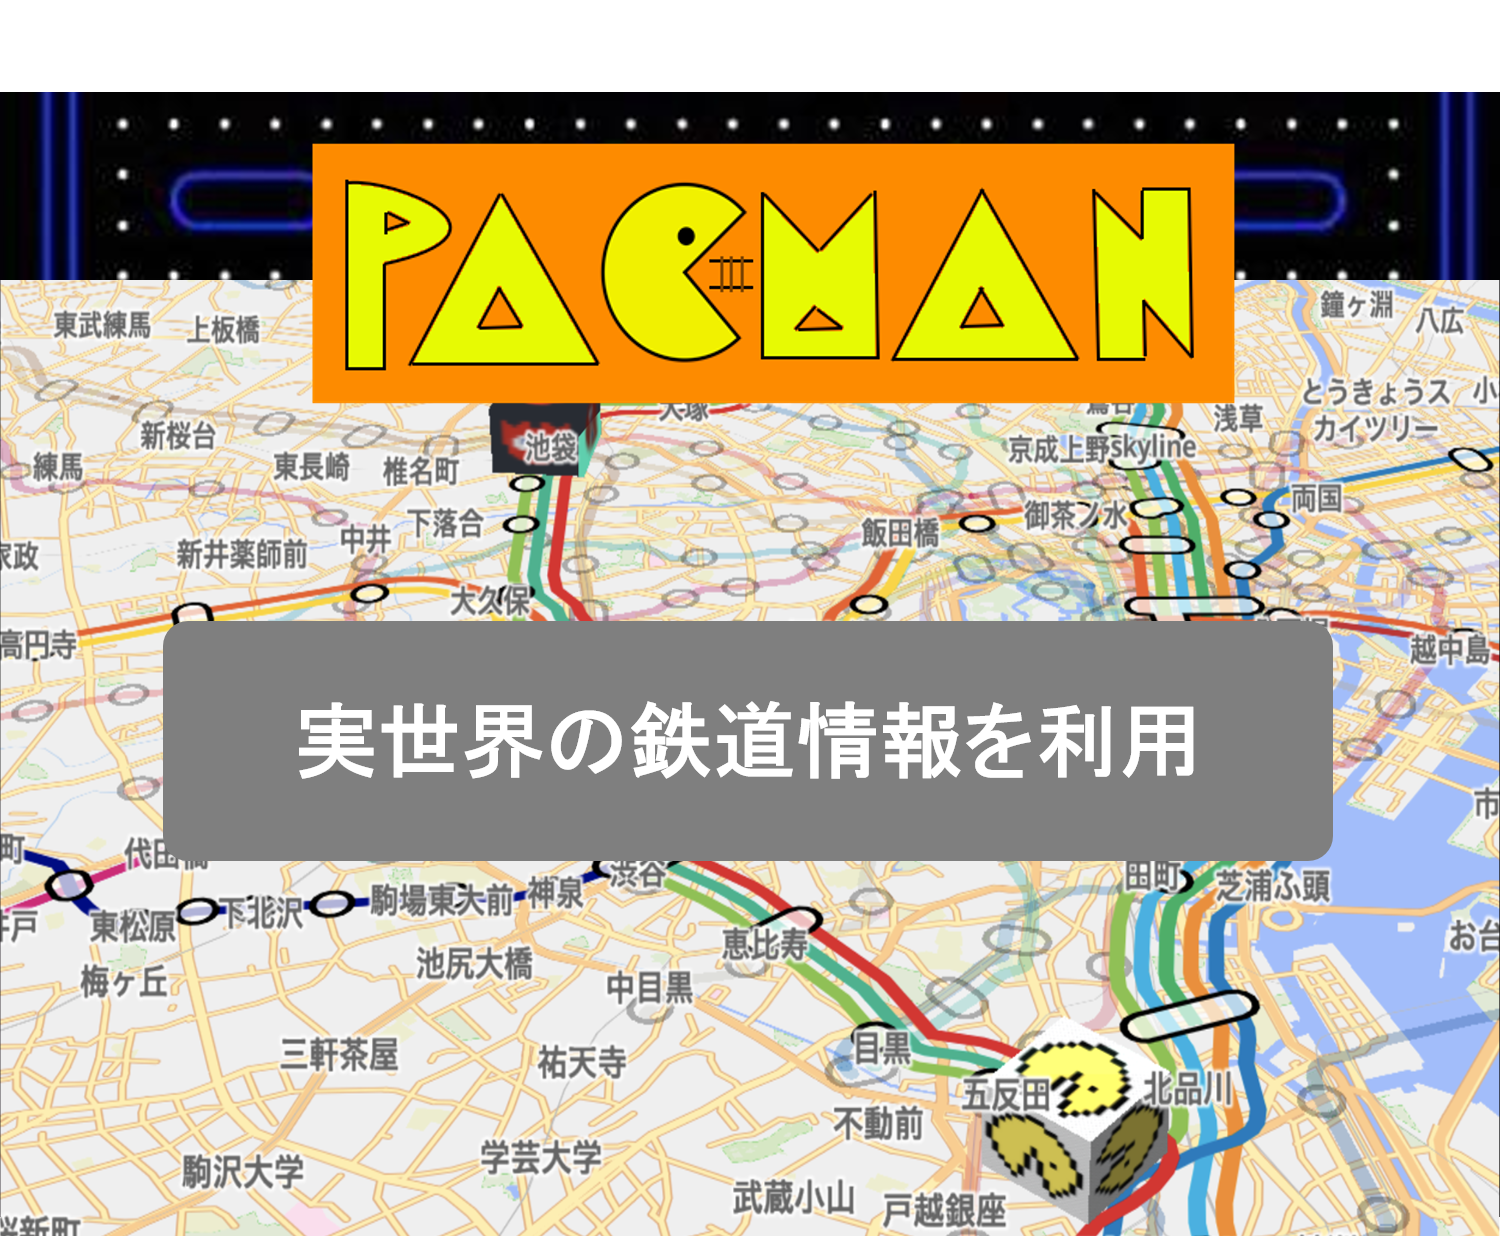 PACMAN
東武練馬
上板橋
鐘ヶ淵
八広
とうきょうス
カイツリー
小
大塚
浅草
新桜台
東長崎
椎名町
池袋
京成上野Skyline
練馬
下落合
中井
新井薬師前
飯田橋
御茶ノ水
両国
家政
大久保
高円寺
越中島
実世界の鉄道情報を利用
市
町
渋谷
田町
芝浦ふ頭
井戸
東松原
下北沢
駒場東大前
神泉
恵比寿
お台
梅ヶ丘
池尻大橋
中目黒
三軒茶屋
祐天寺
目黒
五反田
北品川
不動前
駒沢大学
学芸大学
武蔵小山
戸越銀座
桜新町